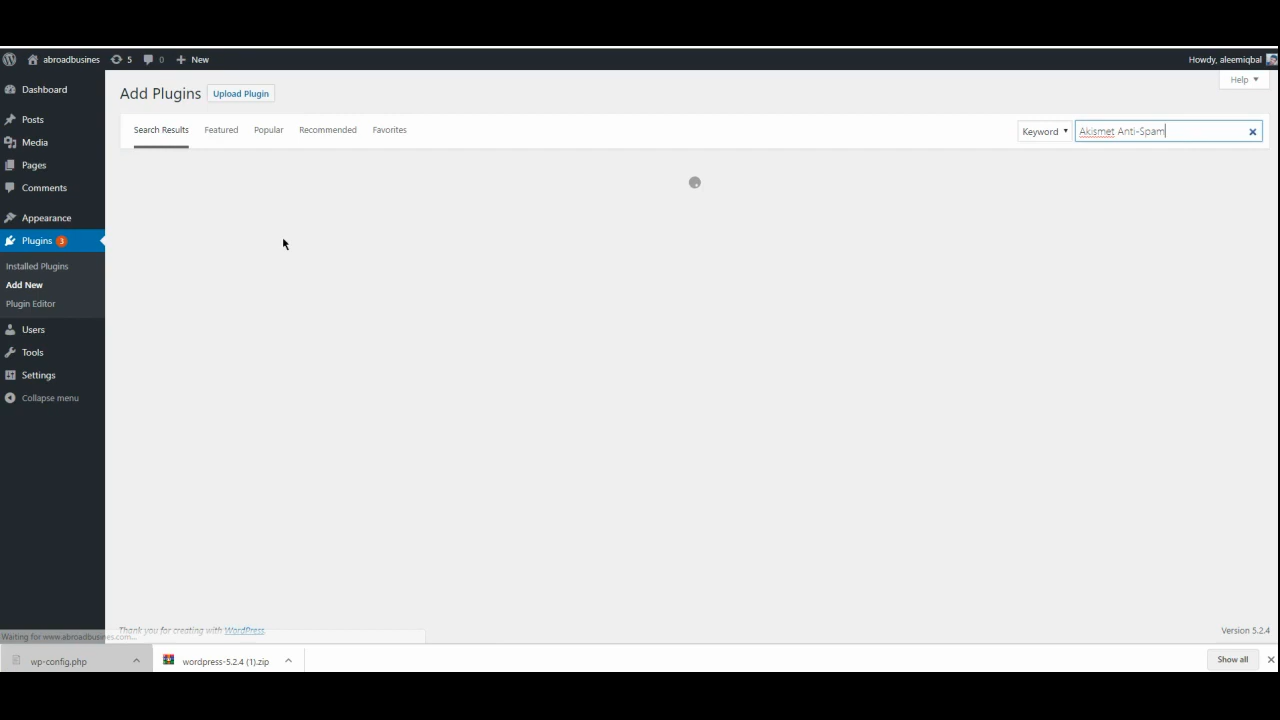 abroadbusines 5 0 New Howdy, aleemiqbal
Help
Dashboard
Posts
Media
Pages
Comments
Appearance
Plugins 3
Installed Plugins
Add New
Plugin Editor
Users
Tools
Settings
Collapse menu
Add Plugins Upload Plugin
Search Results Featured Popular Recommended Favorites Keyword Akismet Anti-Spam
Thank you for creating with WordPress. Version 5.2.4
Waiting for www.abroadbusines.com...
wp-config.php wordpress-5.2.4 (1).zip Show all